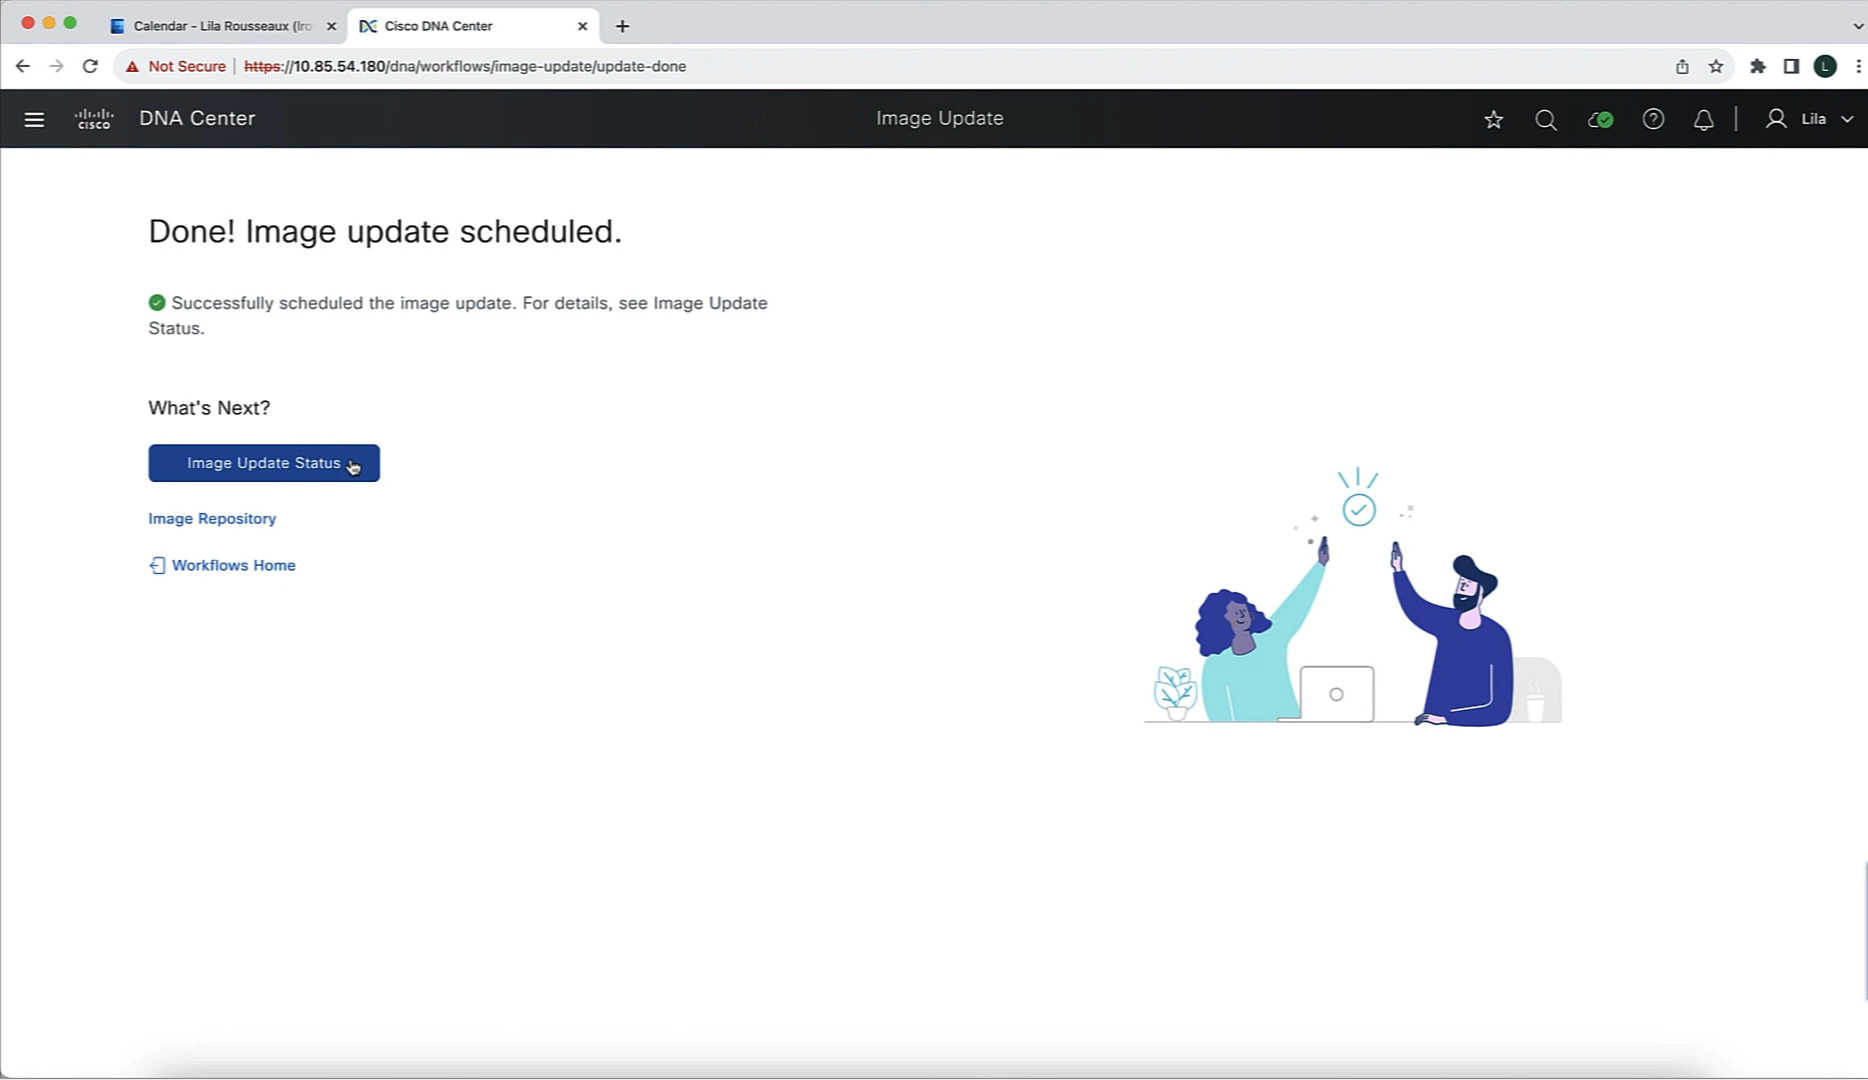 Calendar - Lila Rousseaux (Iro
Cisco DNA Center
Not Secure
https://10.85.54.180/dna/workflows/image-update/update-done
L
CISCO
DNA Center
Image Update
Lila
Done! Image update scheduled.
Successfully scheduled the image update. For details, see Image Update
Status.
What's Next?
Image Update Status
Image Repository
Workflows Home